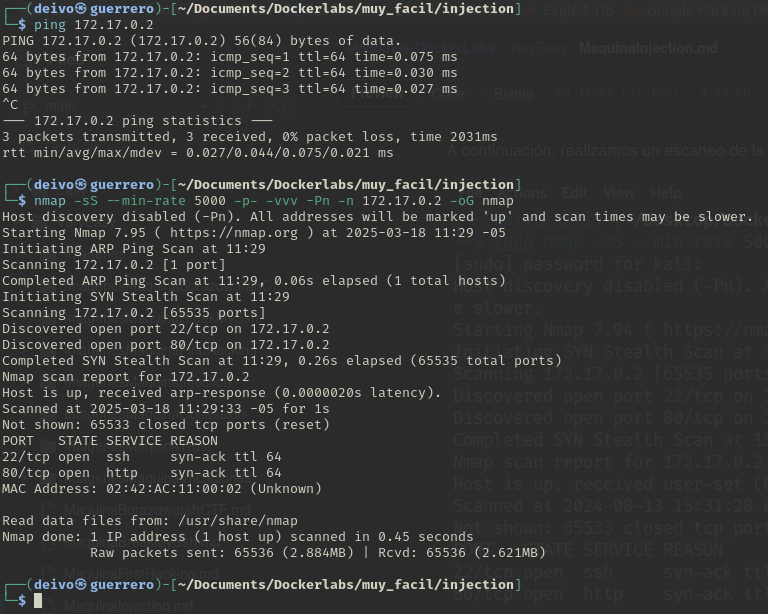 ┌──(deivo㉿guerrero)-[~/Documents/Dockerlabs/muy_facil/injection]
└─$ ping 172.17.0.2
PING 172.17.0.2 (172.17.0.2) 56(84) bytes of data.
64 bytes from 172.17.0.2: icmp_seq=1 ttl=64 time=0.075 ms
64 bytes from 172.17.0.2: icmp_seq=2 ttl=64 time=0.030 ms
64 bytes from 172.17.0.2: icmp_seq=3 ttl=64 time=0.027 ms
^C
--- 172.17.0.2 ping statistics ---
3 packets transmitted, 3 received, 0% packet loss, time 2031ms
rtt min/avg/max/mdev = 0.027/0.044/0.075/0.021 ms
┌──(deivo㉿guerrero)-[~/Documents/Dockerlabs/muy_facil/injection]
└─$ nmap -sS --min-rate 5000 -p- -vvv -Pn -n 172.17.0.2 -oG nmap
Host discovery disabled (-Pn). All addresses will be marked 'up' and scan times may be slower.
Starting Nmap 7.95 ( https://nmap.org ) at 2025-03-18 11:29 -05
Initiating ARP Ping Scan at 11:29
Scanning 172.17.0.2 [1 port]
Completed ARP Ping Scan at 11:29, 0.06s elapsed (1 total hosts)
Initiating SYN Stealth Scan at 11:29
Scanning 172.17.0.2 [65535 ports]
Discovered open port 22/tcp on 172.17.0.2
Discovered open port 80/tcp on 172.17.0.2
Completed SYN Stealth Scan at 11:29, 0.26s elapsed (65535 total ports)
Nmap scan report for 172.17.0.2
Host is up, received arp-response (0.0000020s latency).
Scanned at 2025-03-18 11:29:33 -05 for 1s
Not shown: 65533 closed tcp ports (reset)
PORT   STATE SERVICE REASON
22/tcp open  ssh     syn-ack ttl 64
80/tcp open  http    syn-ack ttl 64
MAC Address: 02:42:AC:11:00:02 (Unknown)
Read data files from: /usr/share/nmap
Nmap done: 1 IP address (1 host up) scanned in 0.45 seconds
           Raw packets sent: 65536 (2.884MB) | Rcvd: 65536 (2.621MB)
┌──(deivo㉿guerrero)-[~/Documents/Dockerlabs/muy_facil/injection]
└─$